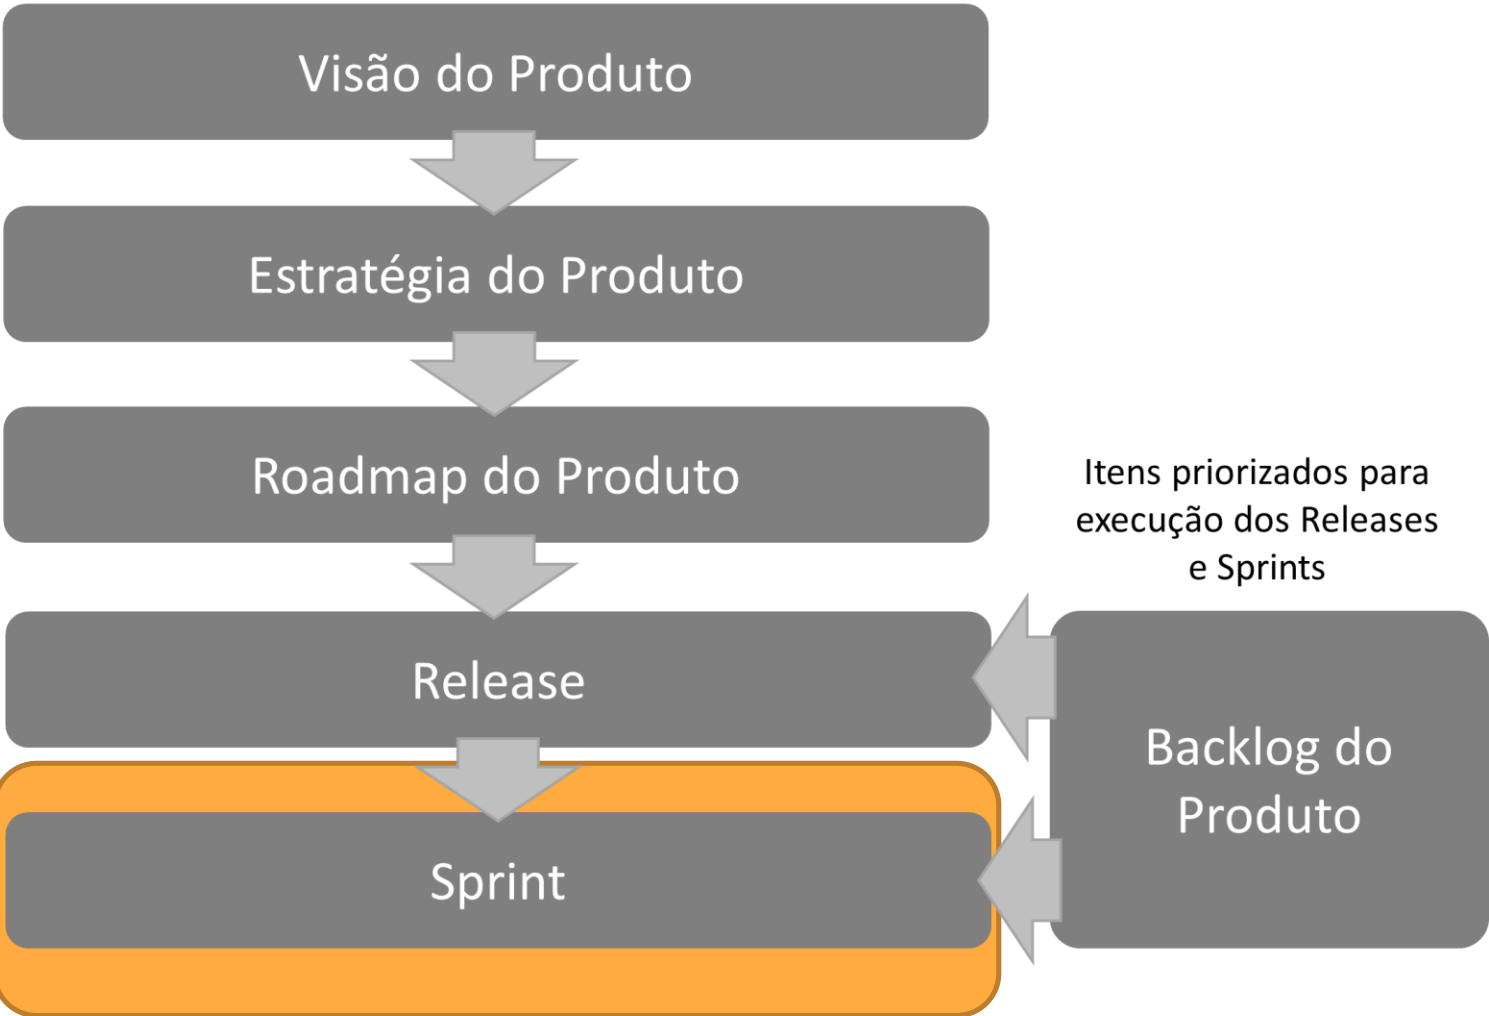 Visão do Produto
Estratégia do Produto
Roadmap do Produto
Itens priorizados para
execução dos Releases
e Sprints
Release
Backlog do
Produto
Sprint